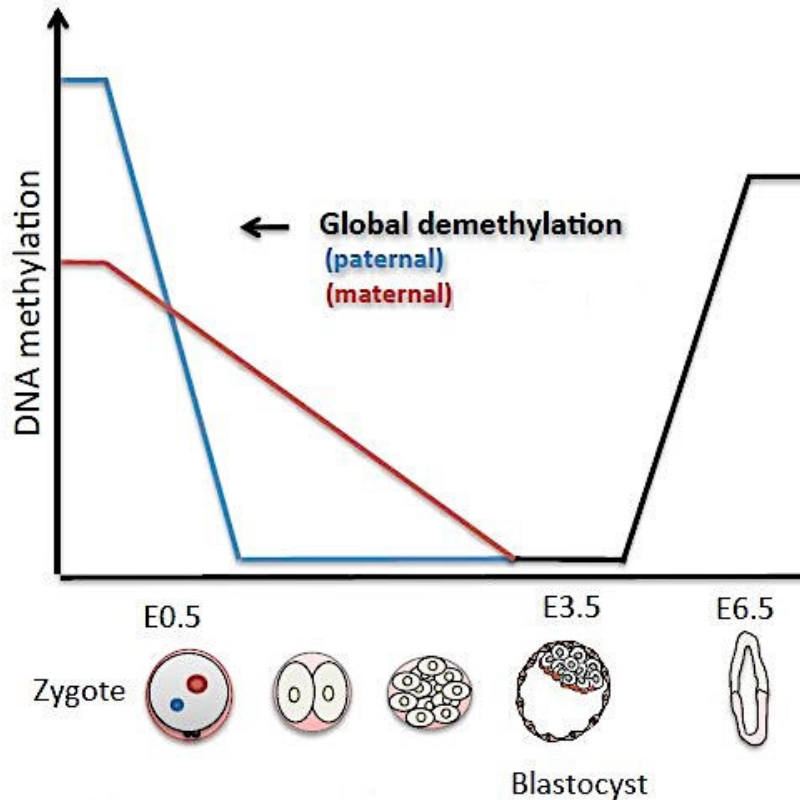 DNA methylation
Global demethylation
(paternal)
(maternal)
E0.5
E3.5
E6.5
Zygote
Blastocyst